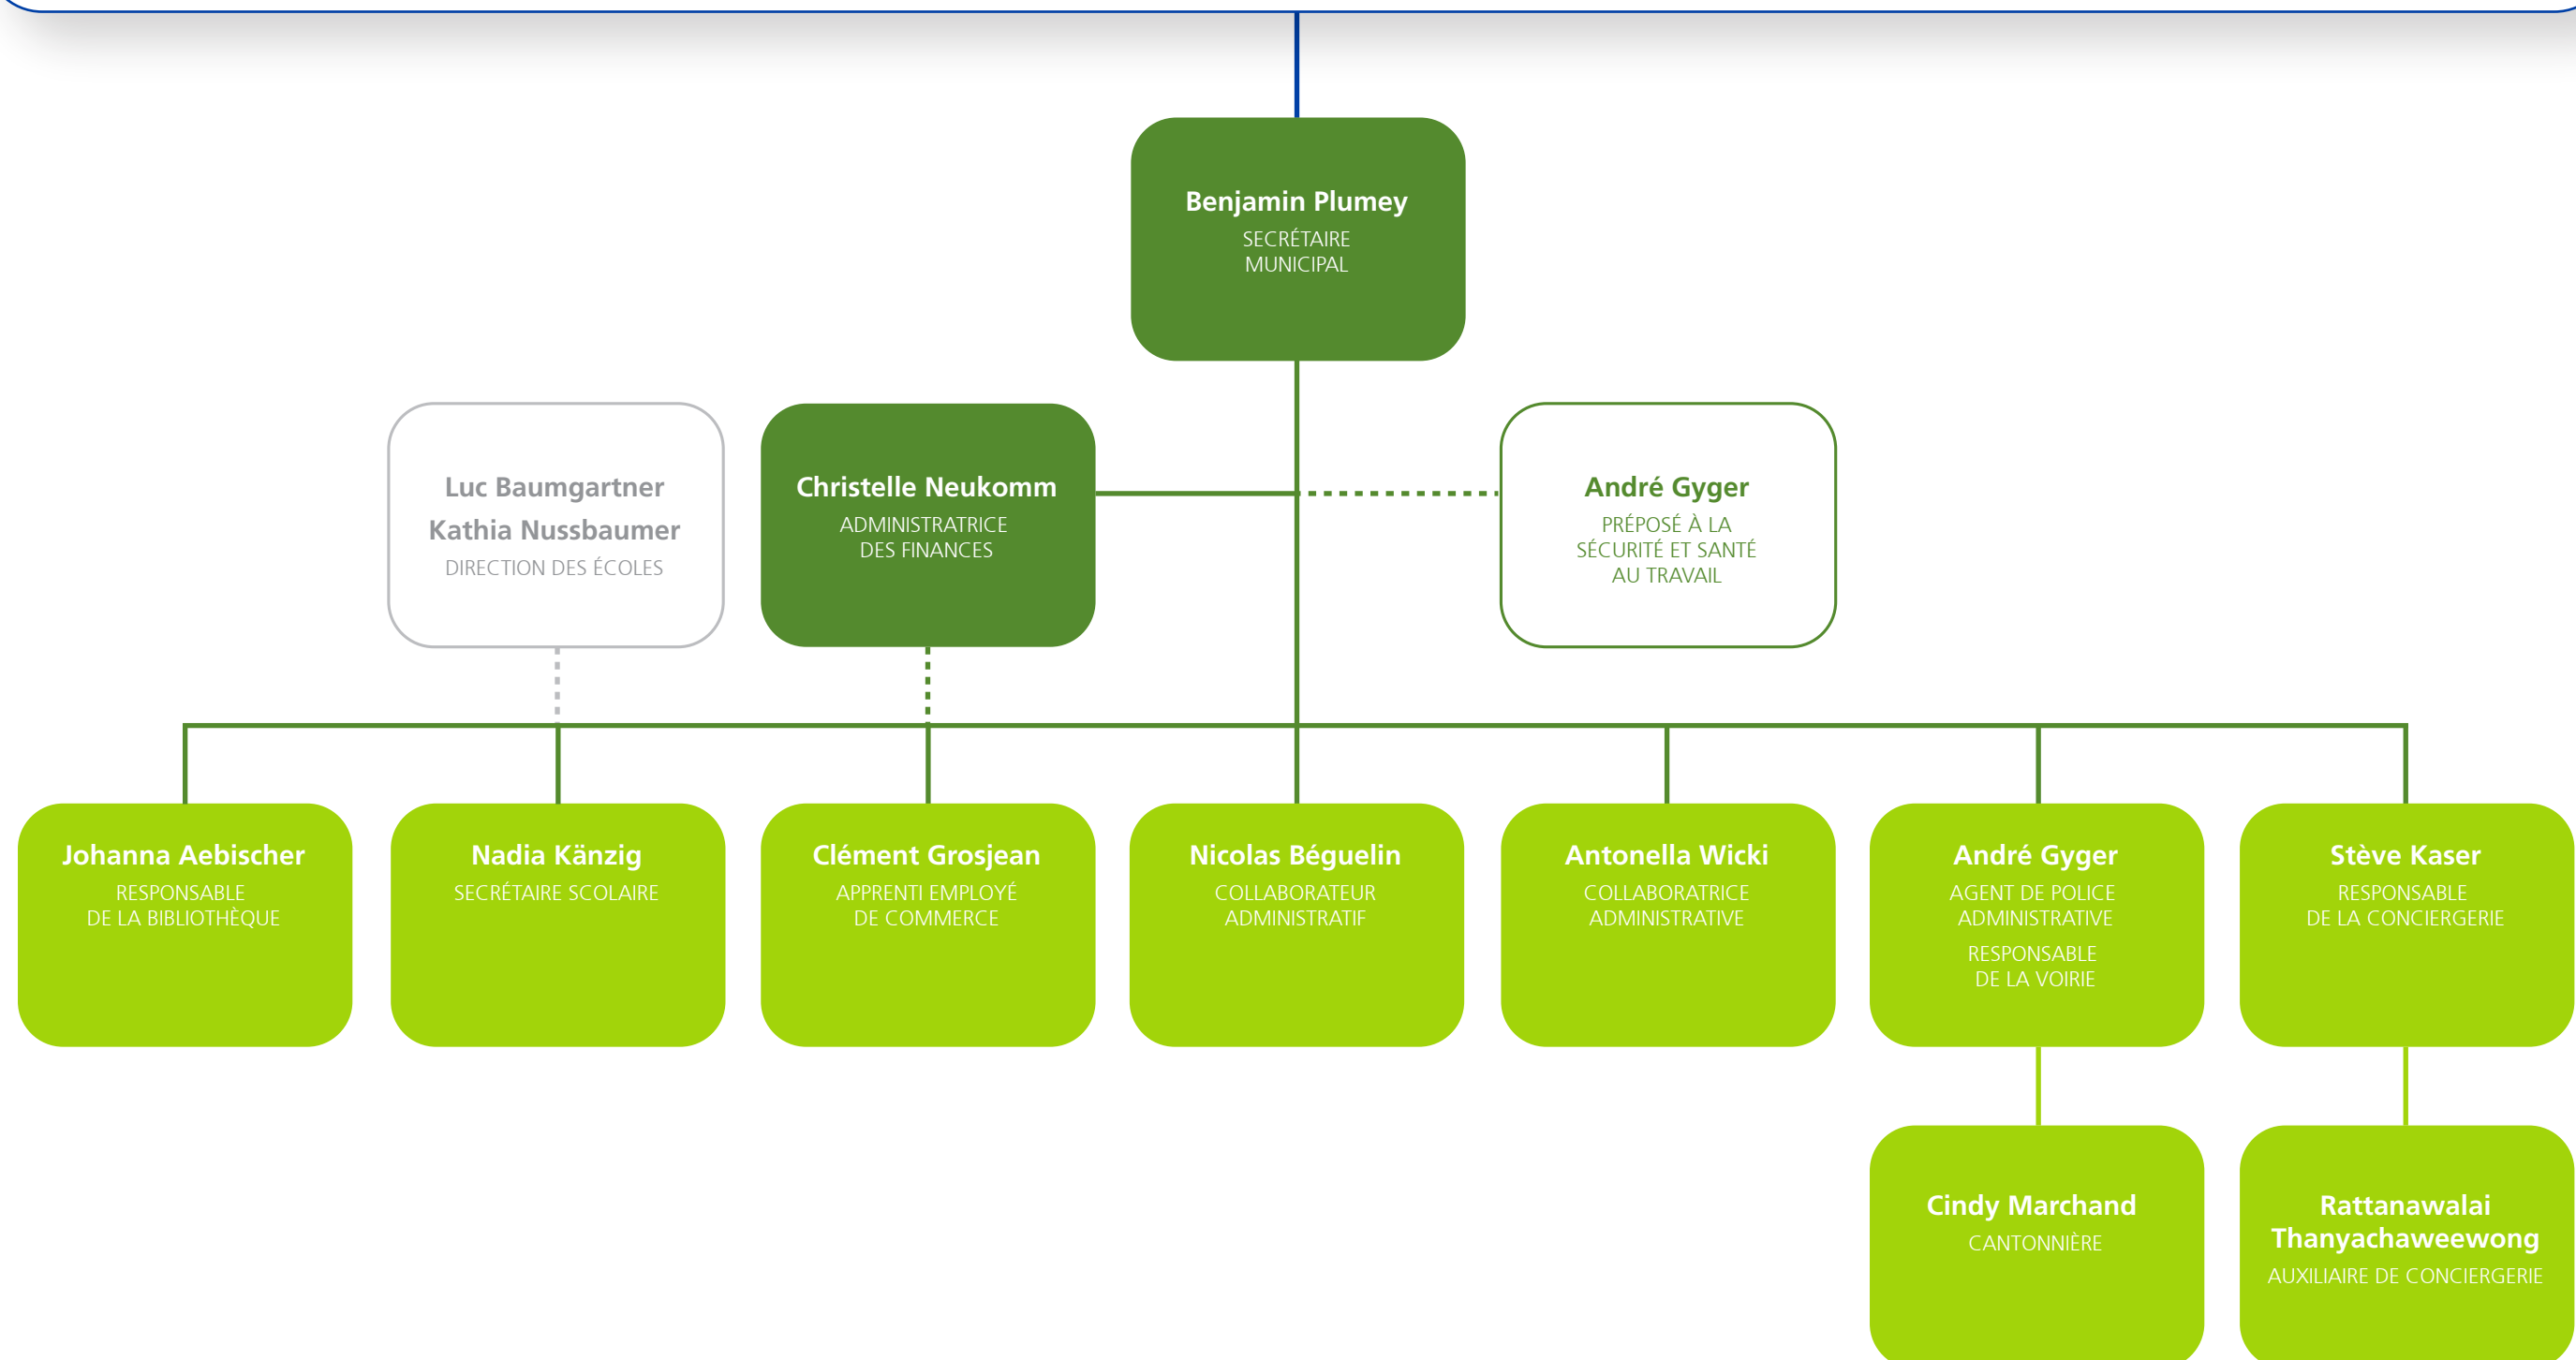 Benjamin Plumey
SECRÉTAIRE
MUNICIPAL
Luc Baumgartner
Kathia Nussbaumer
DIRECTION DES ÉCOLES
Christelle Neukomm
ADMINISTRATRICE
DES FINANCES
André Gyger
PRÉPOSÉ À LA
SÉCURITÉ ET SANTÉ
AU TRAVAIL
Johanna Aebischer
RESPONSABLE
DE LA BIBLIOTHÈQUE
Nadia Känzig
SECRÉTAIRE SCOLAIRE
Clément Grosjean
APPRENTI EMPLOYÉ
DE COMMERCE
Nicolas Béguelin
COLLABORATEUR
ADMINISTRATIF
Antonella Wicki
COLLABORATRICE
ADMINISTRATIVE
André Gyger
AGENT DE POLICE
ADMINISTRATIVE
RESPONSABLE
DE LA VOIRIE
Stève Kaser
RESPONSABLE
DE LA CONCIERGERIE
Cindy Marchand
CANTONNIÈRE
Rattanawalai
Thanyachaweewong
AUXILIAIRE DE CONCIERGERIE